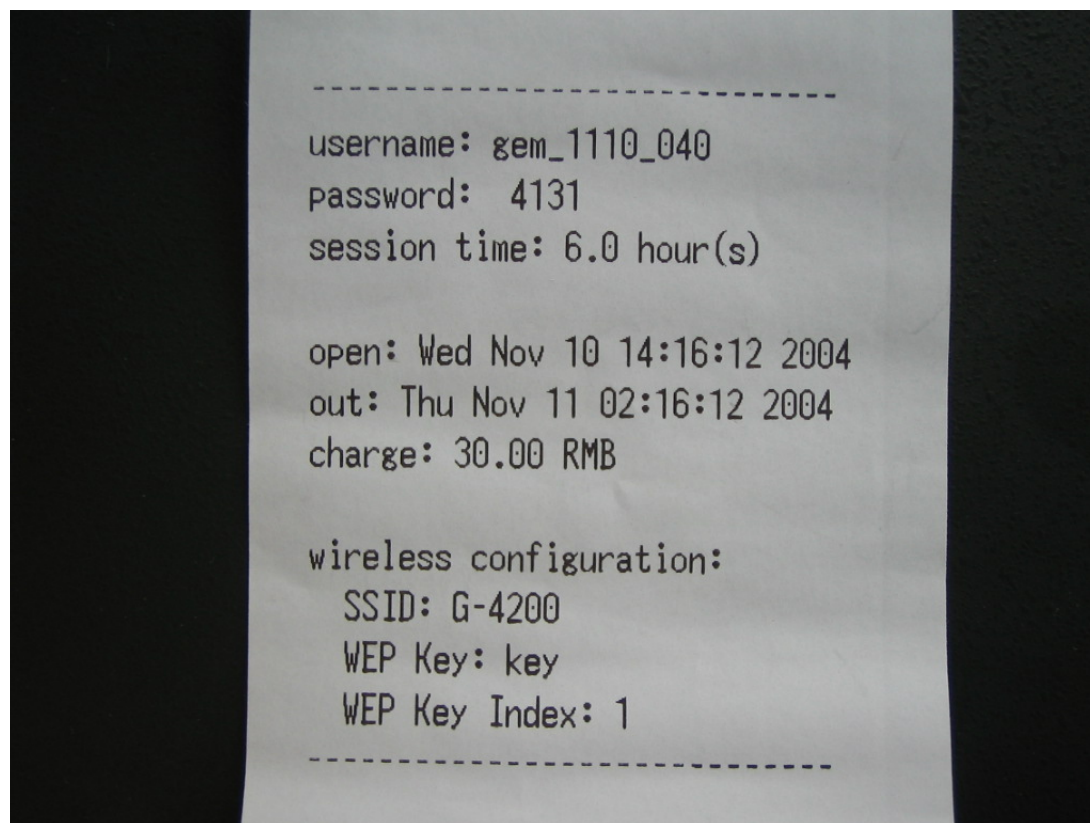 ------------------------------
username: gem_1110_040
password:  4131
session time: 6.0 hour(s)
open: Wed Nov 10 14:16:12 2004
out: Thu Nov 11 02:16:12 2004
charge: 30.00 RMB
wireless configuration:
  SSID: G-4200
  WEP Key: key
  WEP Key Index: 1
------------------------------